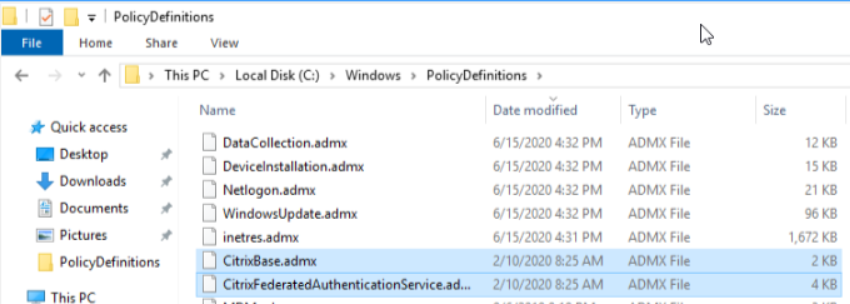 PolicyDefinitions
File Home Share View
This PC > Local Disk (C:) > Windows > PolicyDefinitions >
Name Date modified Type Size
Quick access
Desktop
Downloads
Documents
Pictures
PolicyDefinitions
This PC
DataCollection.admx 6/15/2020 4:32 PM ADMX File 12 KB
DeviceInstallation.admx 6/15/2020 4:32 PM ADMX File 15 KB
Netlogon.admx 6/15/2020 4:32 PM ADMX File 21 KB
WindowsUpdate.admx 6/15/2020 4:32 PM ADMX File 96 KB
inetres.admx 6/15/2020 4:31 PM ADMX File 1,672 KB
CitrixBase.admx 2/10/2020 8:25 AM ADMX File 2 KB
CitrixFederatedAuthenticationService.ad... 2/10/2020 8:25 AM ADMX File 4 KB